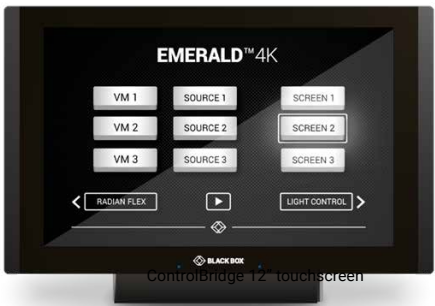 EMERALD™4K
VM 1 SOURCE 1 SCREEN 1
VM 2 SOURCE 2 SCREEN 2
VM 3 SOURCE 3 SCREEN 3
RADIAN FLEX LIGHT CONTROL
BLACK BOX
ControlBridge 12" touchscreen